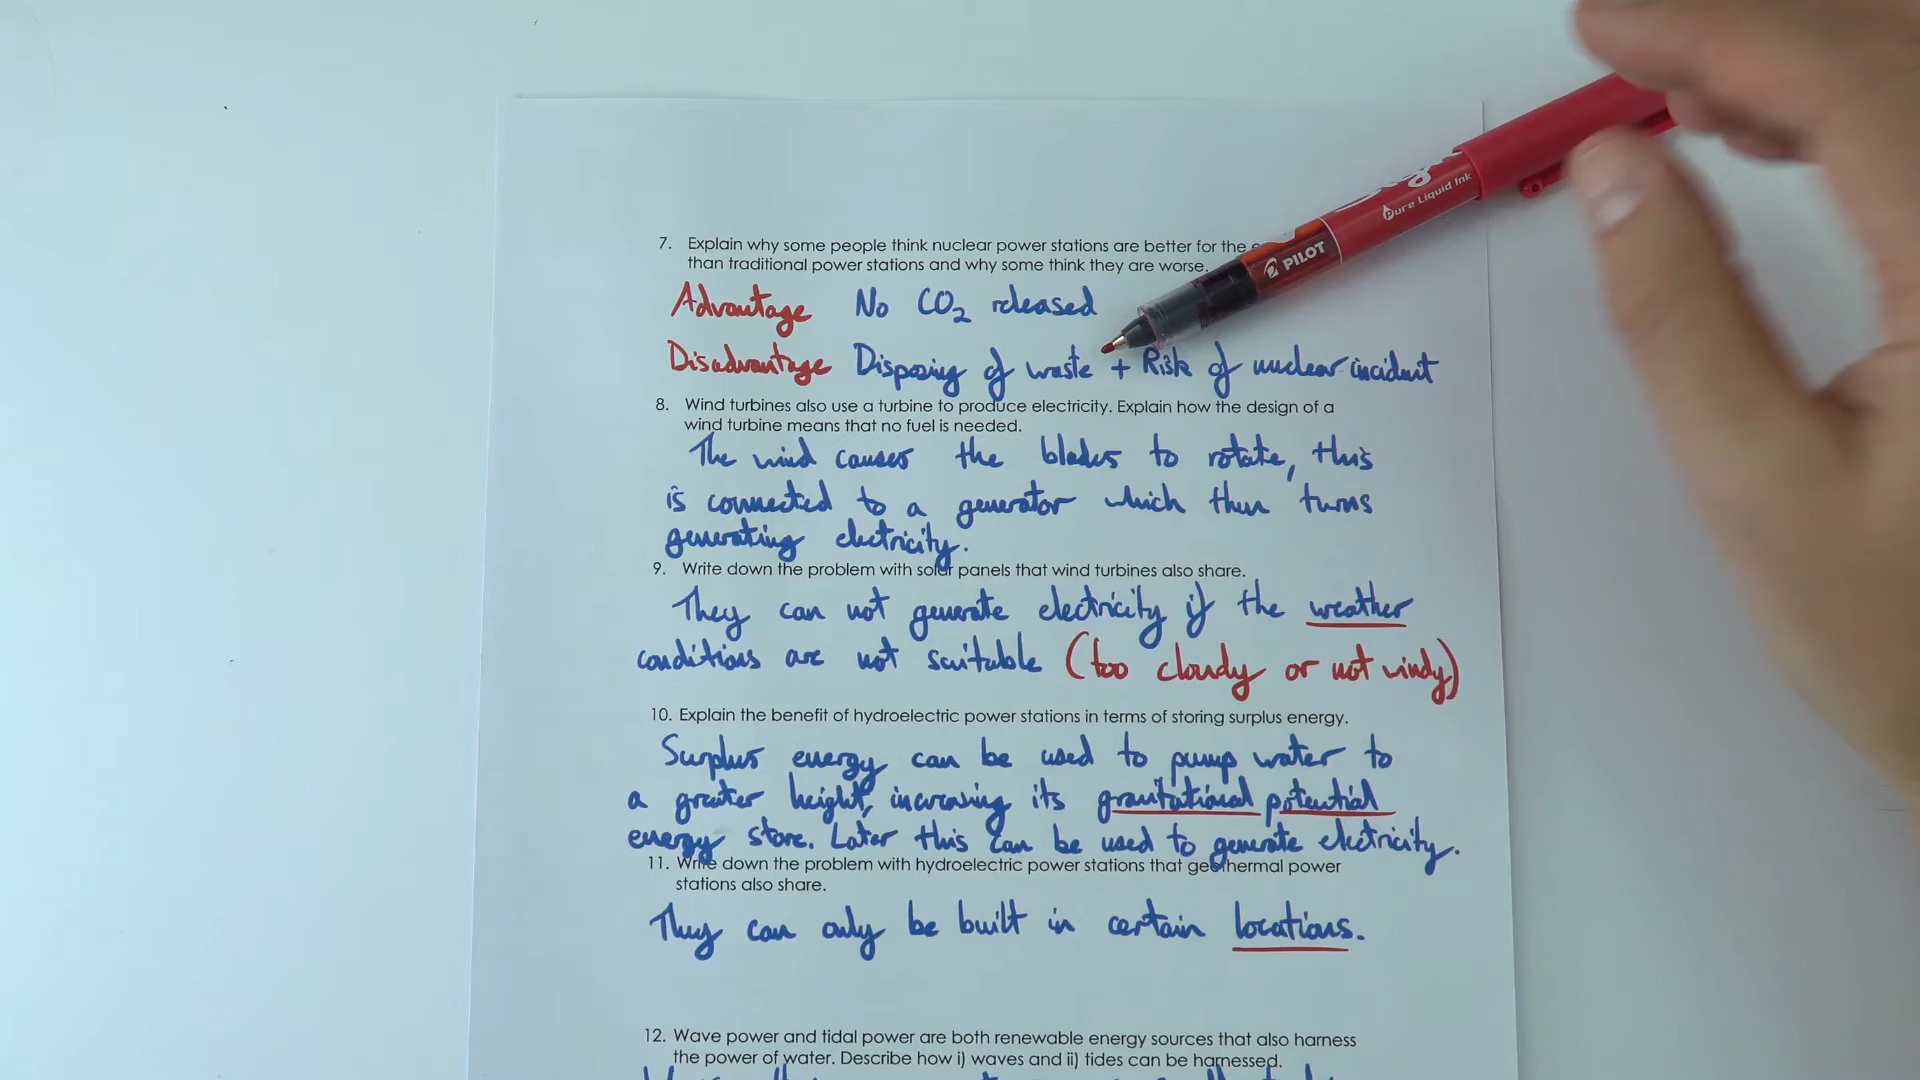 7. Explain why some people think nuclear power stations are better for the
than traditional power stations and why some think they are worse.
Advantage No CO2 released
Disadvantage Disposing of waste + Risk of nuclear incident
8. Wind turbines also use a turbine to produce electricity. Explain how the design of a
wind turbine means that no fuel is needed.
The wind causes the blades to rotate, this
is connected to a generator which then turns
generating electricity.
9. Write down the problem with solar panels that wind turbines also share.
They can not generate electricity if the weather
conditions are not suitable (too cloudy or not windy)
10. Explain the benefit of hydroelectric power stations in terms of storing surplus energy.
Surplus energy can be used to pump water to
a greater height, increasing its gravitational potential
energy store. Later this can be used to generate electricity.
11. Write down the problem with hydroelectric power stations that geothermal power
stations also share.
They can only be built in certain locations.
12. Wave power and tidal power are both renewable energy sources that also harness
the power of water. Describe how i) waves and ii) tides can be harnessed.
PILOT
Pure Liquid Ink